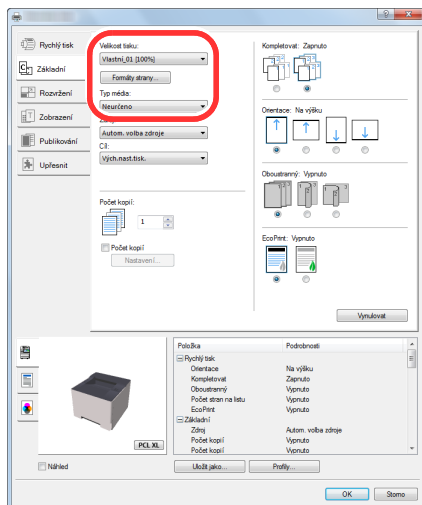 Rychlý tisk
Základní
Rozvržení
Zobrazení
Publikování
Upřesnit
Velikost tisku:
Vlastní_01 [100%]
Formáty strany...
Typ média:
Neurčeno
Autom. volba zdroje
Cíl:
Vých.nast.tisk.
Počet kopií:
1
Počet kopií
Nastavení...
Kompletovat: Zapnuto
Orientace: Na výšku
Oboustranný: Vypnuto
EcoPrint: Vypnuto
Vynulovat
PCL XL
Náhled
Položka Podrobnosti
Rychlý tisk
Orientace Na výšku
Kompletovat Zapnuto
Oboustranný Vypnuto
Počet stran na listu Vypnuto
EcoPrint Vypnuto
Základní
Zdroj Autom. volba zdroje
Počet kopií Vypnuto
Počet kopií Vypnuto
Uložit jako... Profily...
OK Storno